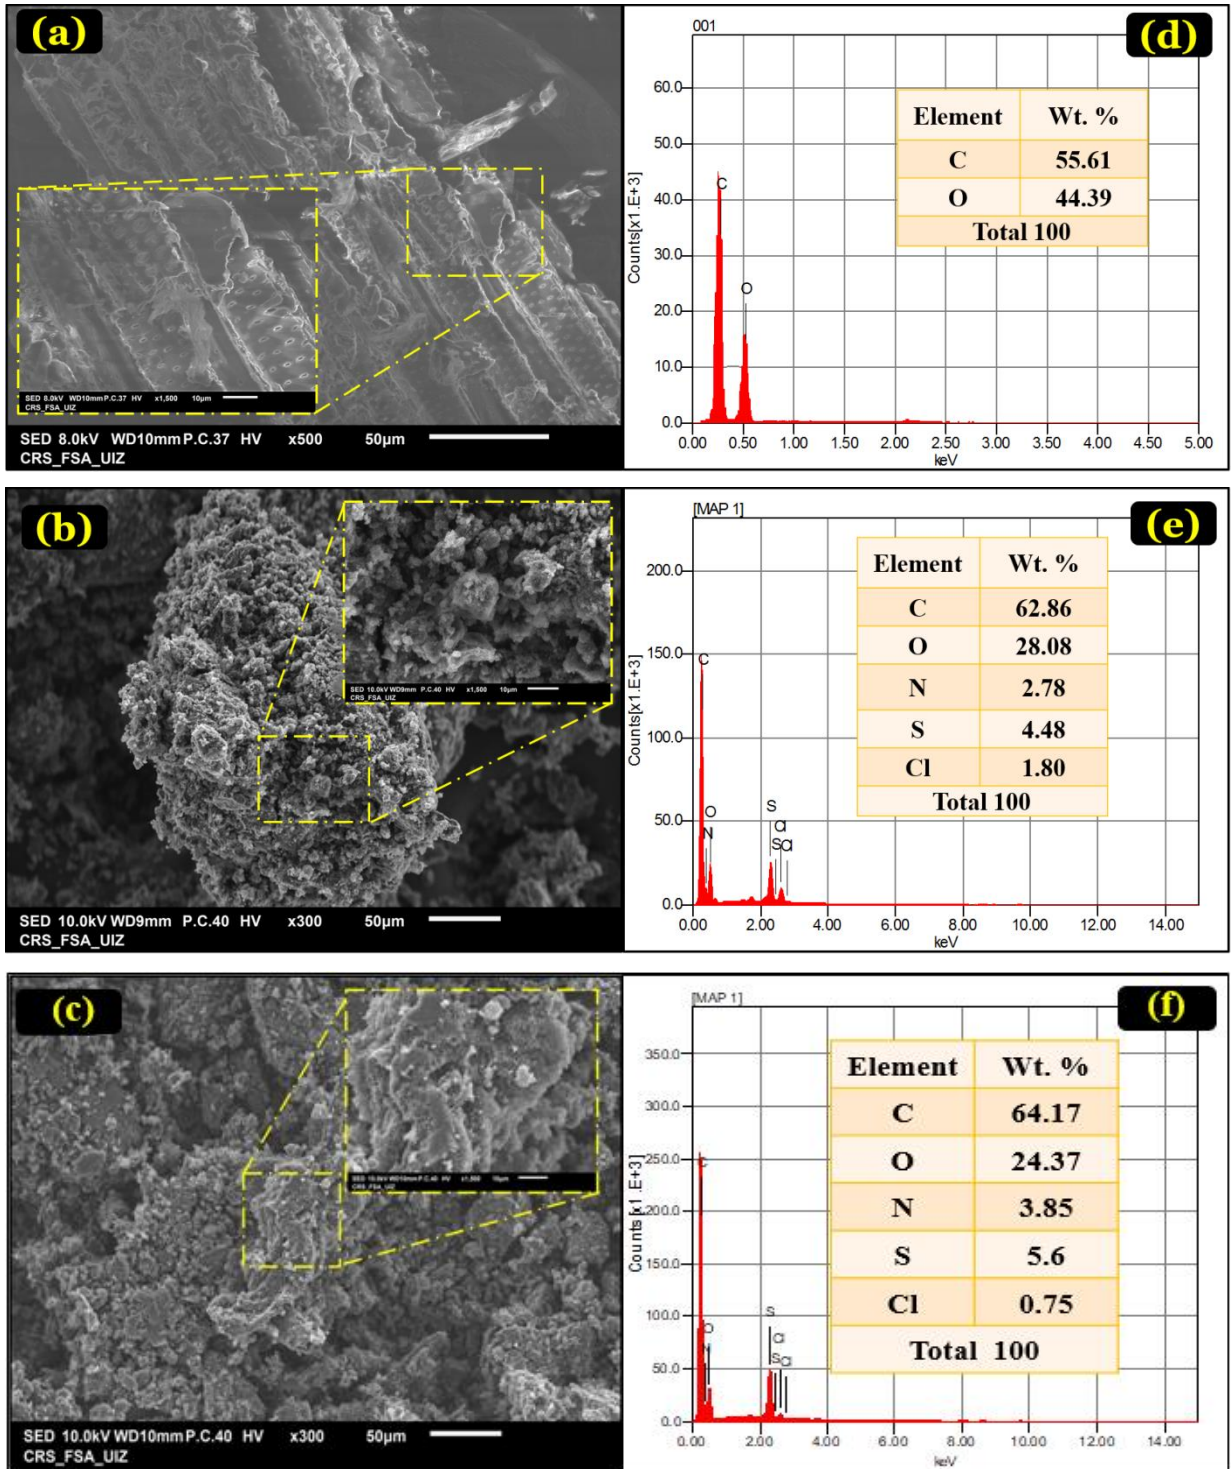 (a)
SED 8.0kV WD10mm P.C.37 HV x1,500 10μm
CRS_FSA_UIZ
SED 8.0kV WD10mm P.C.37 HV x500 50μm
CRS_FSA_UIZ
(d)
001
Counts[x1.E+3]
60.0
50.0
40.0
30.0
20.0
10.0
0.0
C
O
Element Wt. %
C 55.61
O 44.39
Total 100
0.00 0.50 1.00 1.50 2.00 2.50 3.00 3.50 4.00 4.50 5.00
keV
(b)
SED 10.0kV WD9mm P.C.40 HV x1,500 10μm
CRS_FSA_UIZ
SED 10.0kV WD9mm P.C.40 HV x300 50μm
CRS_FSA_UIZ
(e)
[MAP 1]
Counts[x1.E+3]
200.0
150.0
100.0
50.0
0.0
C
N
O
S
S
Cl
Cl
Element Wt. %
C 62.86
O 28.08
N 2.78
S 4.48
Cl 1.80
Total 100
0.00 2.00 4.00 6.00 8.00 10.00 12.00 14.00
keV
(c)
SED 10.0kV WD10mm P.C.40 HV x1,500 10μm
CRS_FSA_UIZ
SED 10.0kV WD10mm P.C.40 HV x300 50μm
CRS_FSA_UIZ
(f)
[MAP 1]
Counts[x1.E+3]
350.0
300.0
250.0
200.0
150.0
100.0
50.0
0.0
C
N
O
S
S
Cl
Cl
Element Wt. %
C 64.17
O 24.37
N 3.85
S 5.6
Cl 0.75
Total 100
0.00 2.00 4.00 6.00 8.00 10.00 12.00 14.00
keV